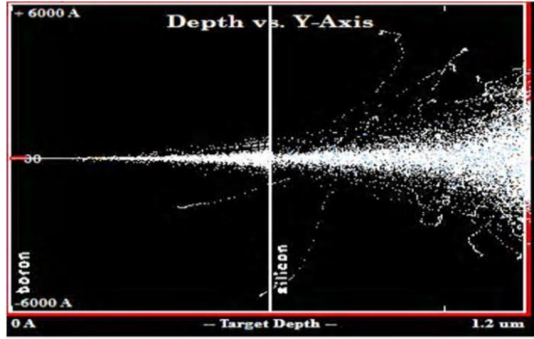 + 6000 A
Depth vs. Y-Axis
boron
silicon
-6000 A
0 A
-- Target Depth --
1.2 um